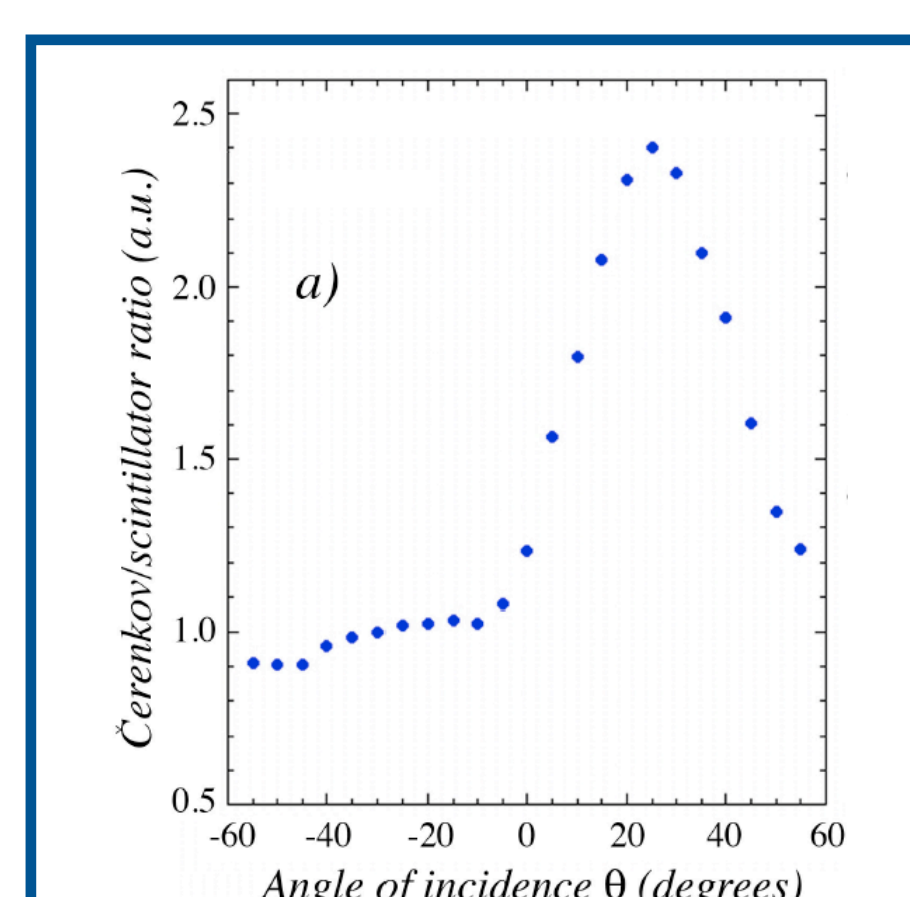 Čerenkov/scintillator ratio (a.u.)
2.5
2.0
1.5
1.0
0.5
a)
-60 -40 -20 0 20 40 60
Angle of incidence θ (degrees)